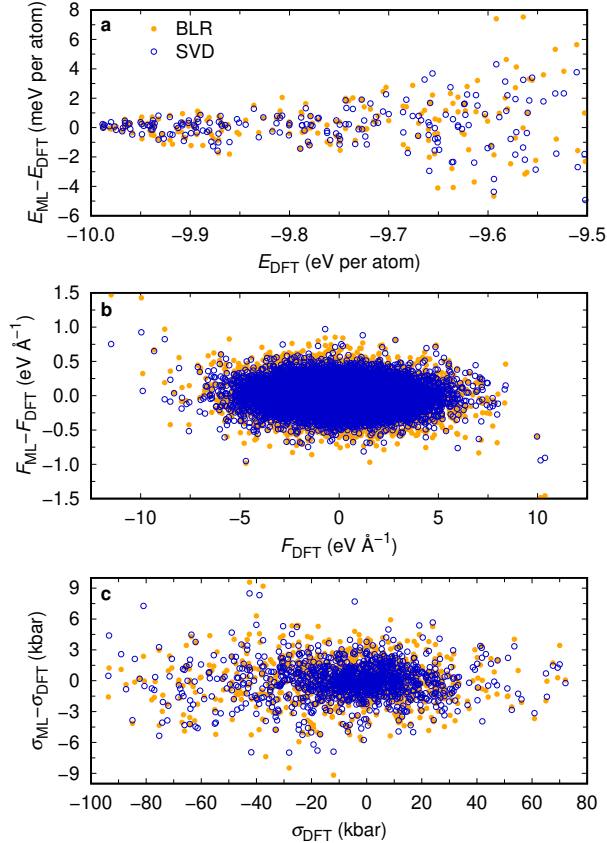 a
BLR
SVD
8
6
4
2
0
−2
−4
−6
E_ML−E_DFT (meV per atom)
−10.0 −9.9 −9.8 −9.7 −9.6 −9.5
E_DFT (eV per atom)
b
1.5
1.0
0.5
0.0
−0.5
−1.0
−1.5
F_ML−F_DFT (eV Å⁻¹)
−10 −5 0 5 10
F_DFT (eV Å⁻¹)
c
9
6
3
0
−3
−6
−9
σ_ML−σ_DFT (kbar)
−100 −80 −60 −40 −20 0 20 40 60 80
σ_DFT (kbar)